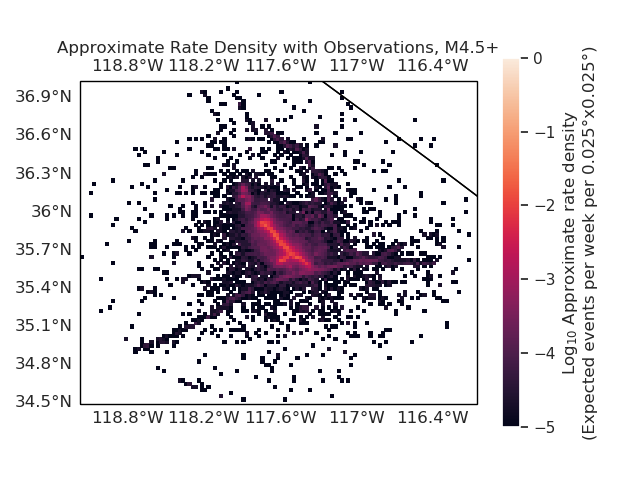 Approximate Rate Density with Observations, M4.5+
118.8°W 118.2°W 117.6°W 117°W 116.4°W
36.9°N
36.6°N
36.3°N
36°N
35.7°N
35.4°N
35.1°N
34.8°N
34.5°N
118.8°W 118.2°W 117.6°W 117°W 116.4°W
0
−1
−2
−3
−4
−5
Log₁₀ Approximate rate density
(Expected events per week per 0.025°x0.025°)